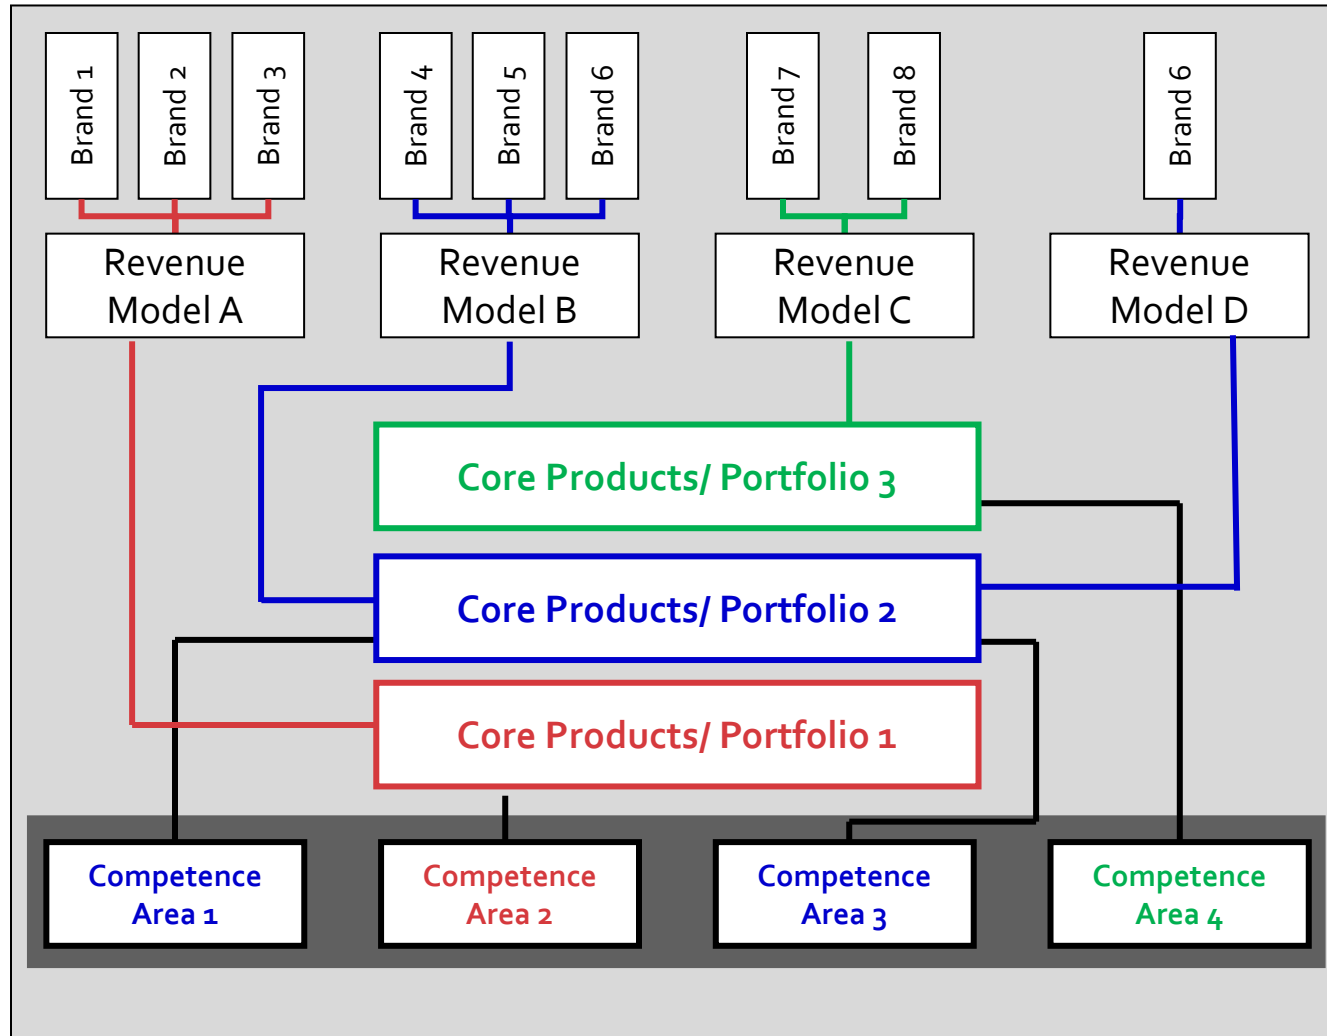 Brand 1
Brand 2
Brand 3
Brand 4
Brand 5
Brand 6
Brand 7
Brand 8
Brand 6
Revenue
Model A
Revenue
Model B
Revenue
Model C
Revenue
Model D
Core Products/ Portfolio 3
Core Products/ Portfolio 2
Core Products/ Portfolio 1
Competence
Area 1
Competence
Area 2
Competence
Area 3
Competence
Area 4